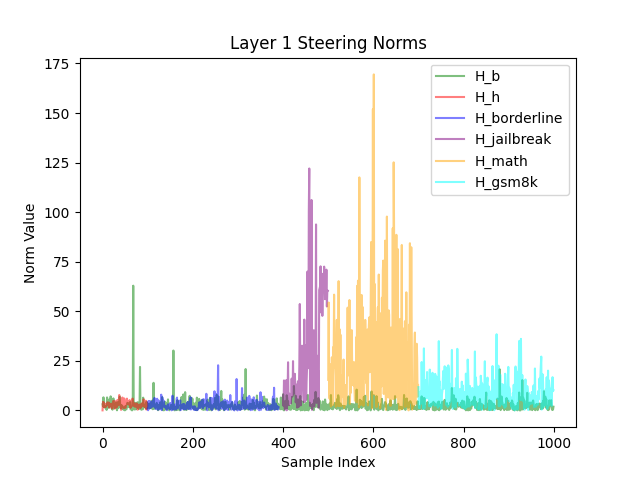 Layer 1 Steering Norms
Norm Value
175
150
125
100
75
50
25
0
0
200
400
600
800
1000
Sample Index
H_b
H_h
H_borderline
H_jailbreak
H_math
H_gsm8k